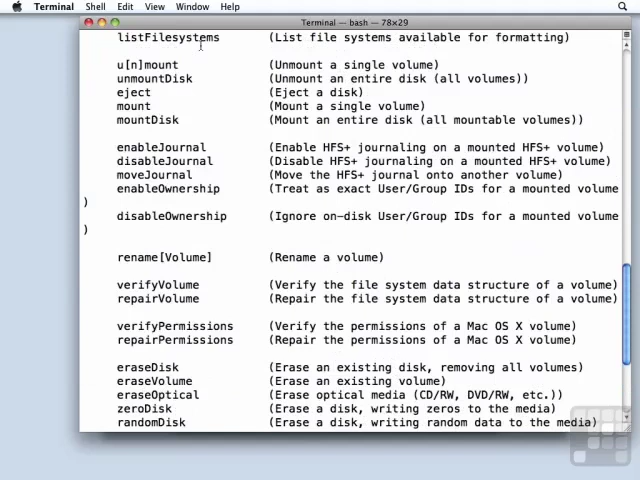 Terminal Shell Edit View Window Help
Terminal — bash — 78×29
listFilesystems (List file systems available for formatting)
u[n]mount (Unmount a single volume)
unmountDisk (Unmount an entire disk (all volumes))
eject (Eject a disk)
mount (Mount a single volume)
mountDisk (Mount an entire disk (all mountable volumes))
enableJournal (Enable HFS+ journaling on a mounted HFS+ volume)
disableJournal (Disable HFS+ journaling on a mounted HFS+ volume)
moveJournal (Move the HFS+ journal onto another volume)
enableOwnership (Treat as exact User/Group IDs for a mounted volume
)
disableOwnership (Ignore on-disk User/Group IDs for a mounted volume
)
rename[Volume] (Rename a volume)
verifyVolume (Verify the file system data structure of a volume)
repairVolume (Repair the file system data structure of a volume)
verifyPermissions (Verify the permissions of a Mac OS X volume)
repairPermissions (Repair the permissions of a Mac OS X volume)
eraseDisk (Erase an existing disk, removing all volumes)
eraseVolume (Erase an existing volume)
eraseOptical (Erase optical media (CD/RW, DVD/RW, etc.))
zeroDisk (Erase a disk, writing zeros to the media)
randomDisk (Erase a disk, writing random data to the media)